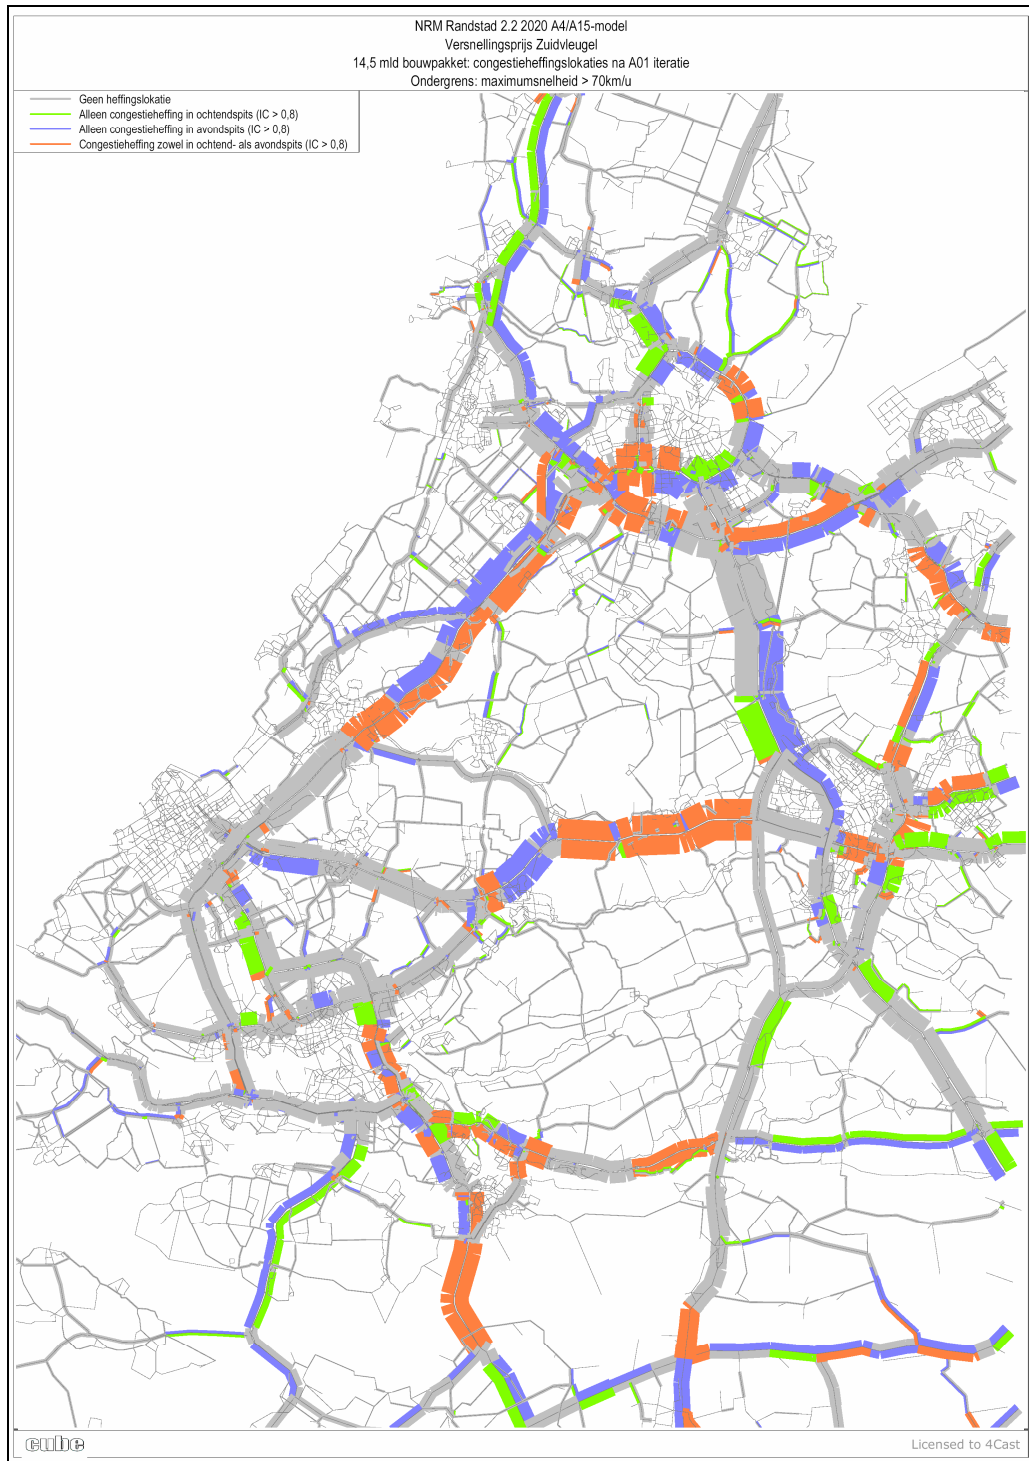 NRM Randstad 2.2 2020 A4/A15-model
Versnellingsprijs Zuidvleugel
14,5 mld bouwpakket: congestieheffingslokaties na A01 iteratie
Ondergrens: maximumsnelheid > 70km/u
Geen heffingslokatie
Alleen congestieheffing in ochtendspits (IC > 0,8)
Alleen congestieheffing in avondspits (IC > 0,8)
Congestieheffing zowel in ochtend- als avondspits (IC > 0,8)
cube
Licensed to 4Cast